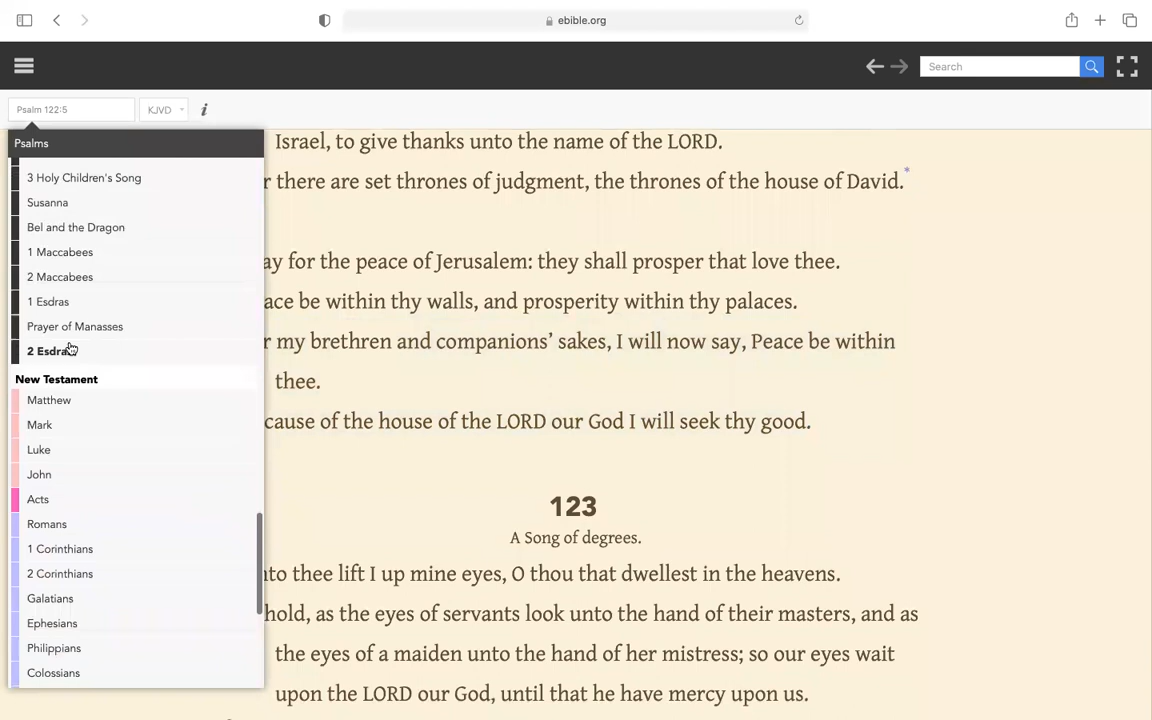 ebible.org
Search
Psalm 122:5
KJVD
i
Psalms
3 Holy Children's Song
Susanna
Bel and the Dragon
1 Maccabees
2 Maccabees
1 Esdras
Prayer of Manasses
2 Esdras
New Testament
Matthew
Mark
Luke
John
Acts
Romans
1 Corinthians
2 Corinthians
Galatians
Ephesians
Philippians
Colossians
Israel, to give thanks unto the name of the LORD.
r there are set thrones of judgment, the thrones of the house of David.*
ay for the peace of Jerusalem: they shall prosper that love thee.
ace be within thy walls, and prosperity within thy palaces.
r my brethren and companions’ sakes, I will now say, Peace be within
thee.
cause of the house of the LORD our God I will seek thy good.
123
A Song of degrees.
nto thee lift I up mine eyes, O thou that dwellest in the heavens.
hold, as the eyes of servants look unto the hand of their masters, and as
the eyes of a maiden unto the hand of her mistress; so our eyes wait
upon the LORD our God, until that he have mercy upon us.